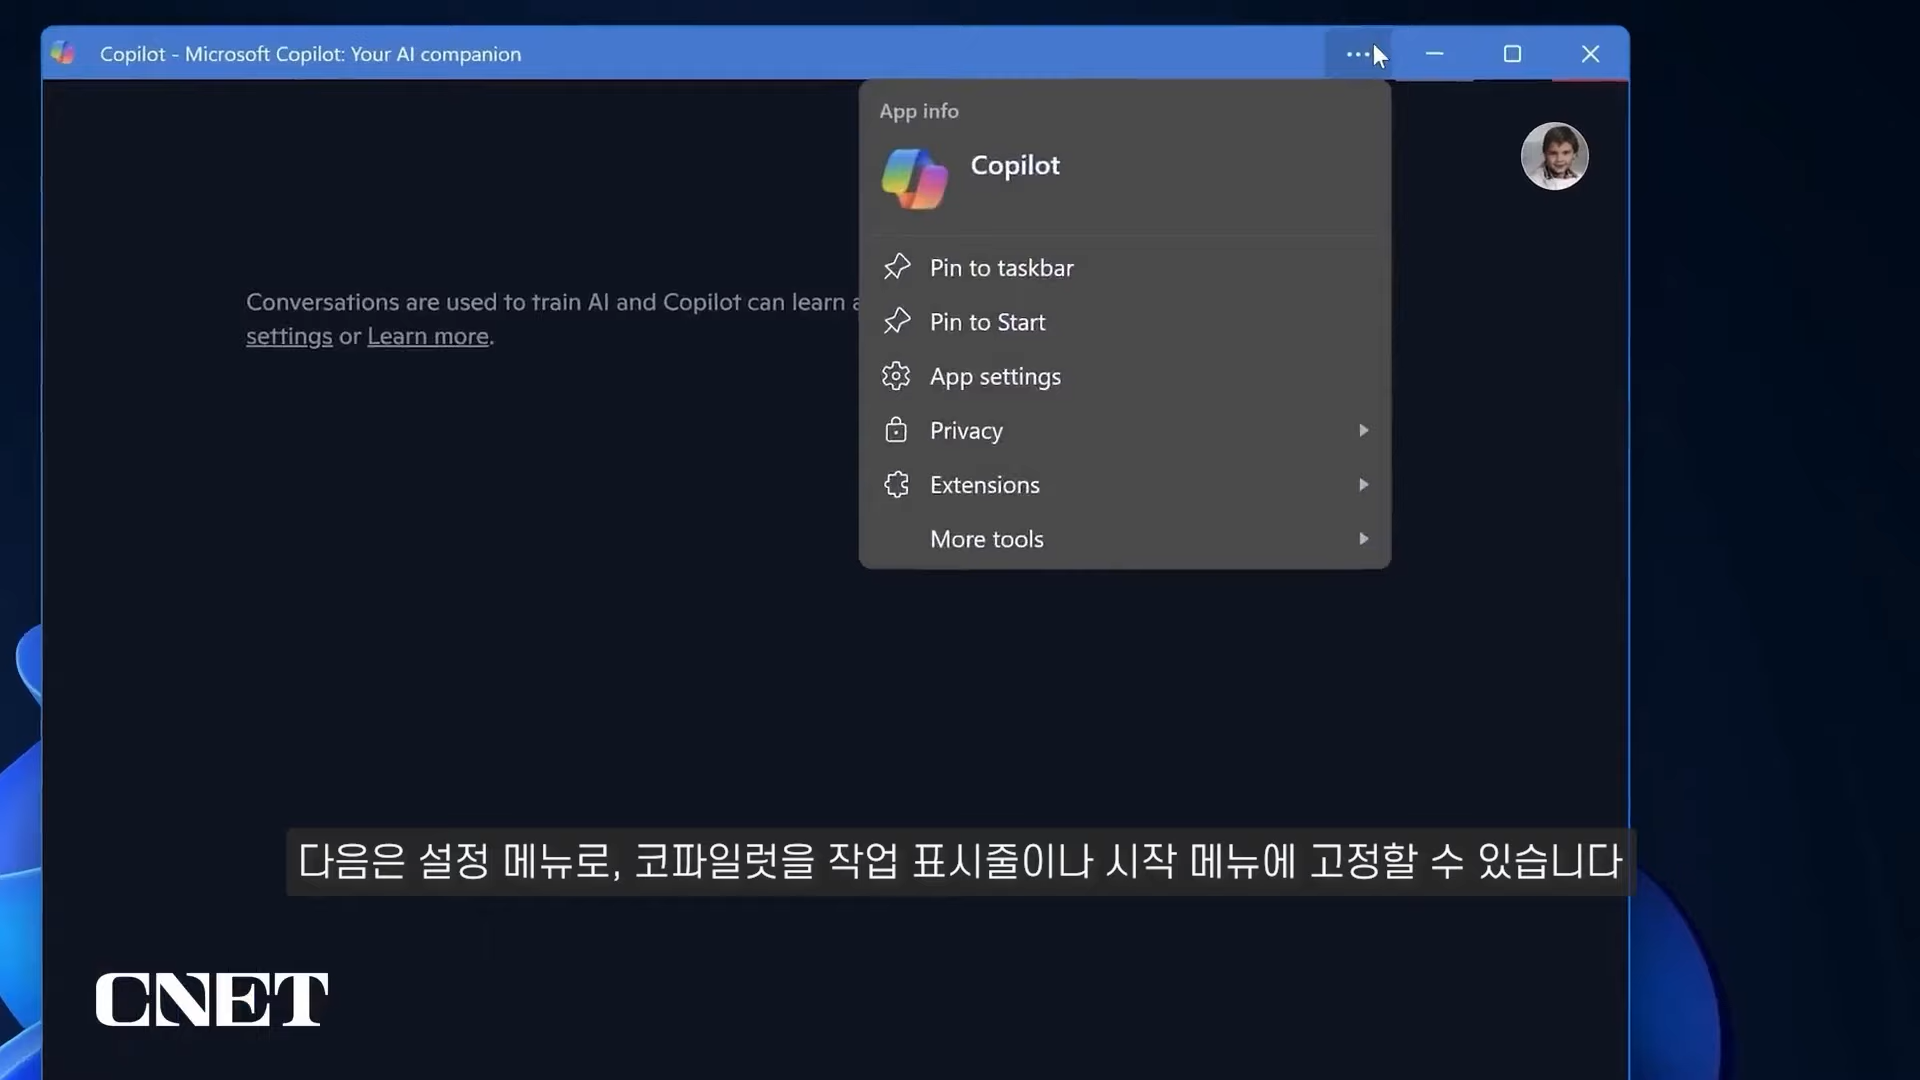 Copilot - Microsoft Copilot: Your AI companion
App info
Copilot
Pin to taskbar
Pin to Start
App settings
Privacy
Extensions
More tools
Conversations are used to train AI and Copilot can learn
settings or Learn more.
다음은 설정 메뉴로, 코파일럿을 작업 표시줄이나 시작 메뉴에 고정할 수 있습니다
CNET